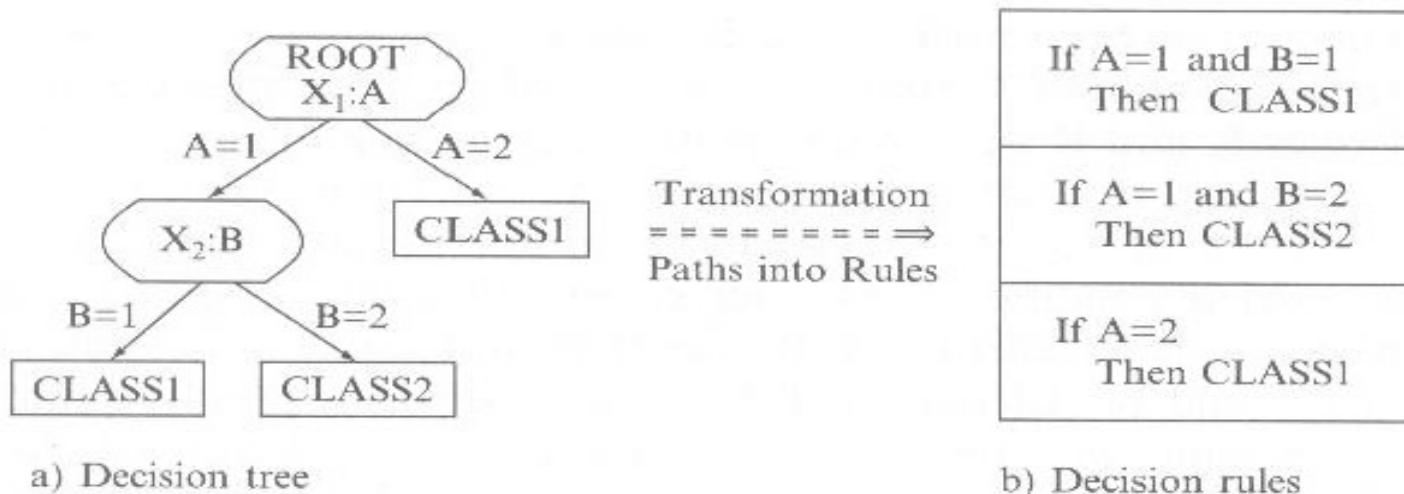 ROOT
X₁:A
A=1
A=2
X₂:B
CLASS1
B=1
B=2
CLASS1
CLASS2
a) Decision tree
Transformation
========⇒
Paths into Rules
If A=1 and B=1
Then CLASS1
If A=1 and B=2
Then CLASS2
If A=2
Then CLASS1
b) Decision rules